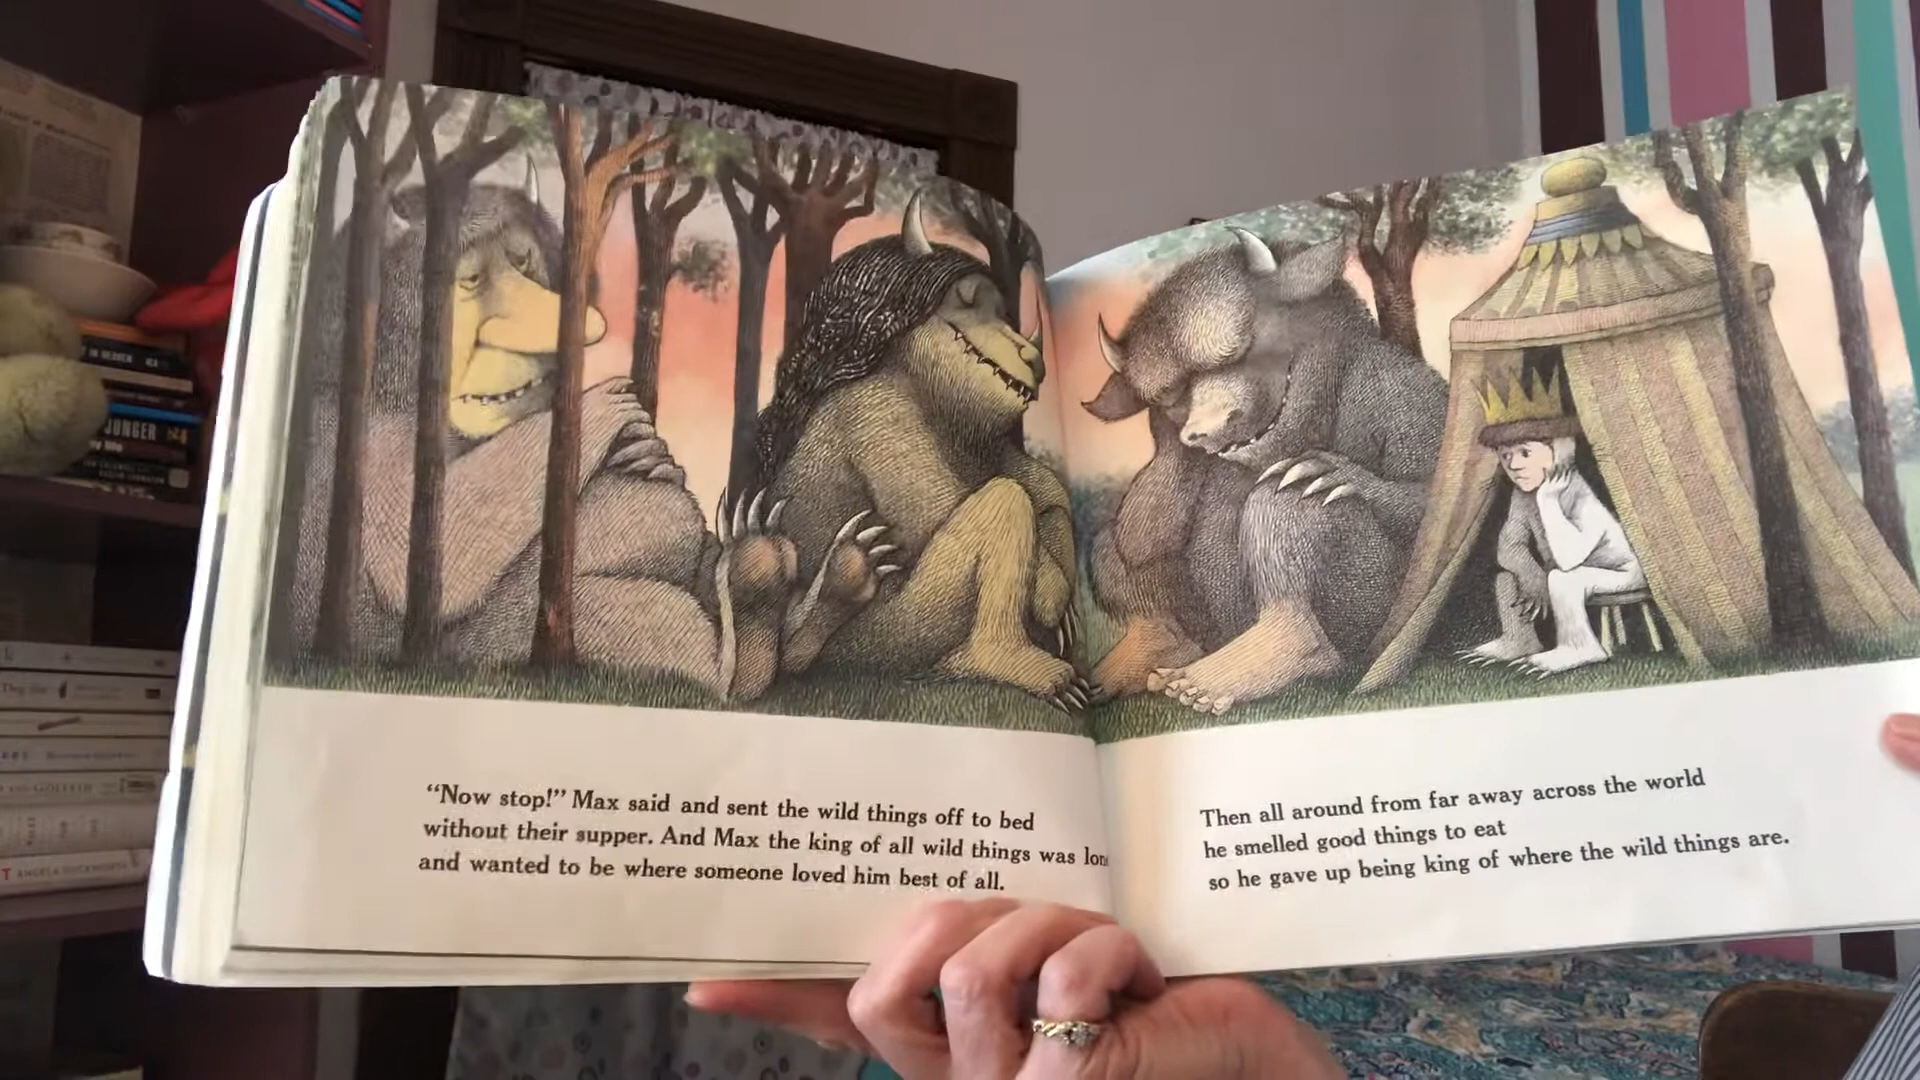 “Now stop!” Max said and sent the wild things off to bed
without their supper. And Max the king of all wild things was
and wanted to be where someone loved him best of all.
Then all around from far away across the world
he smelled good things to eat
so he gave up being king of where the wild things are.
JUNGER
ANGELA DUCKWORTH